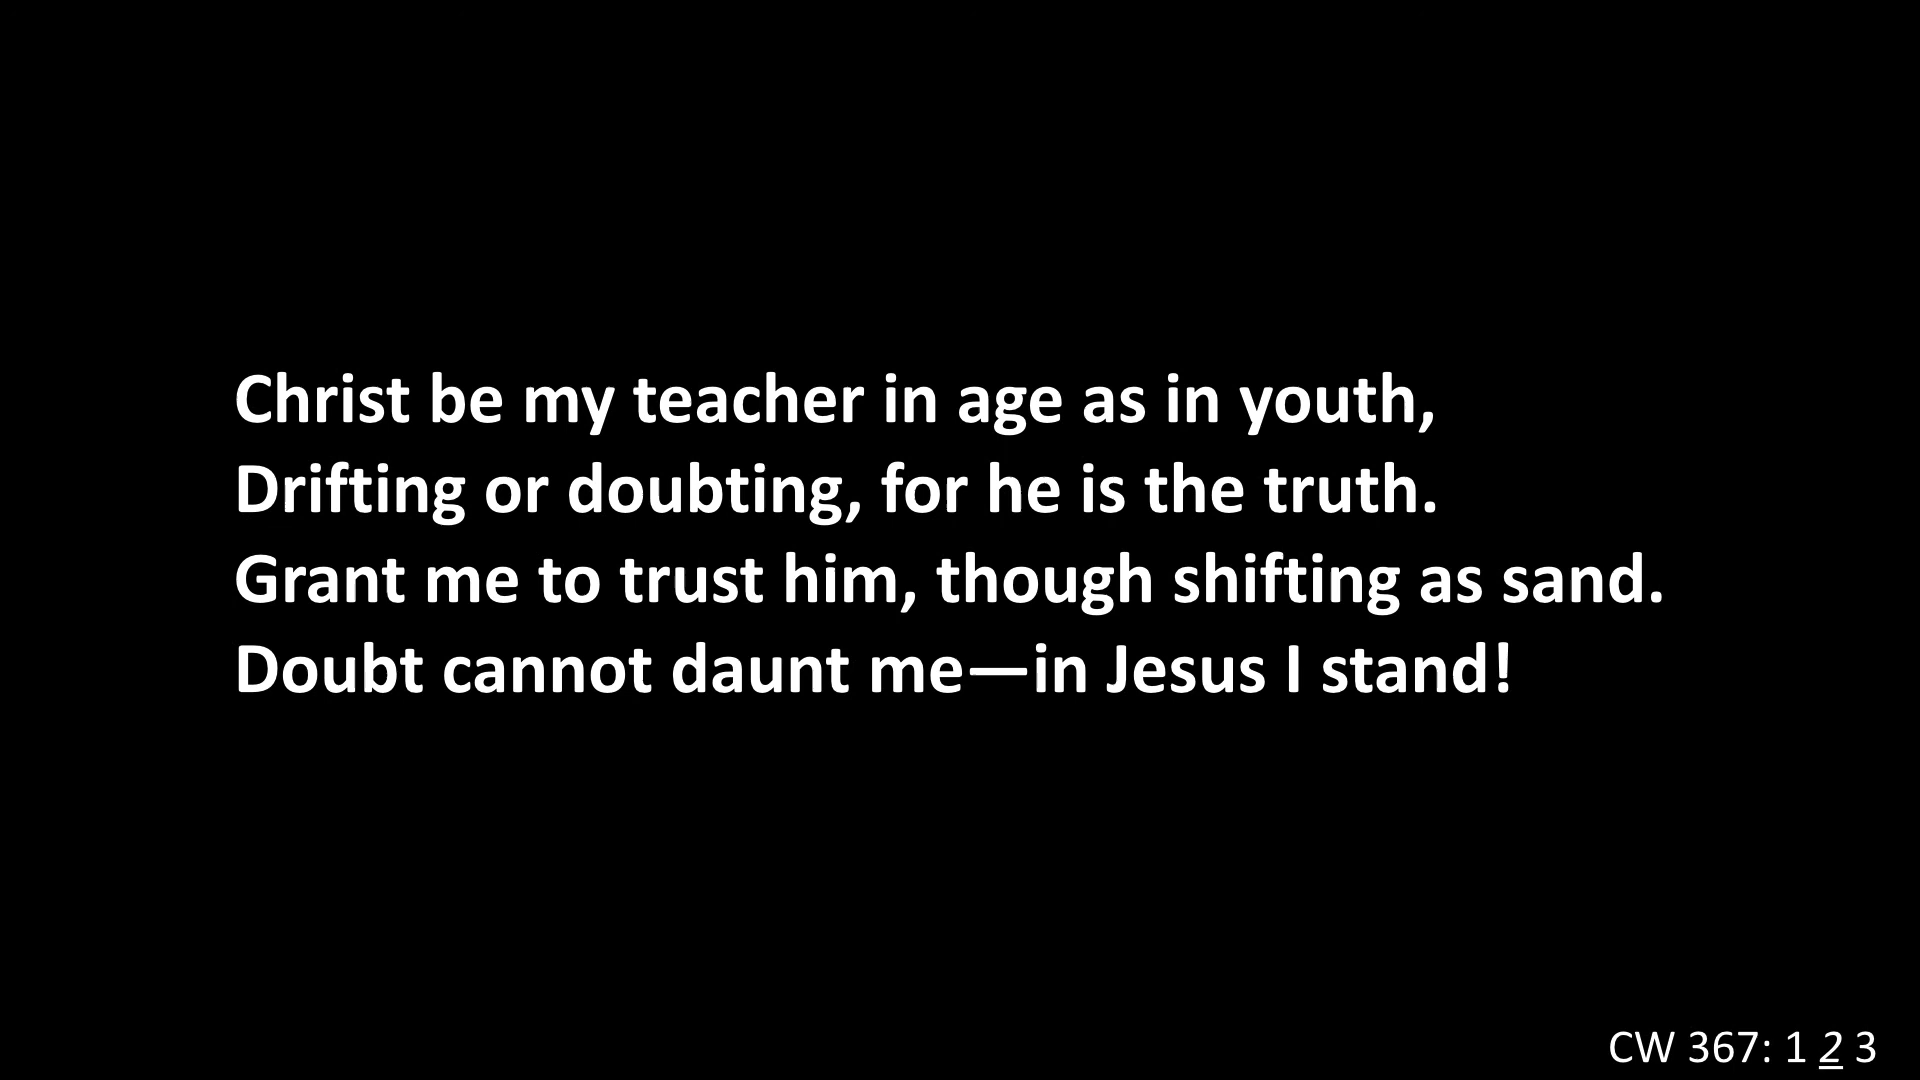 Christ be my teacher in age as in youth,
Drifting or doubting, for he is the truth.
Grant me to trust him, though shifting as sand.
Doubt cannot daunt me—in Jesus I stand!
CW 367: 1 2 3